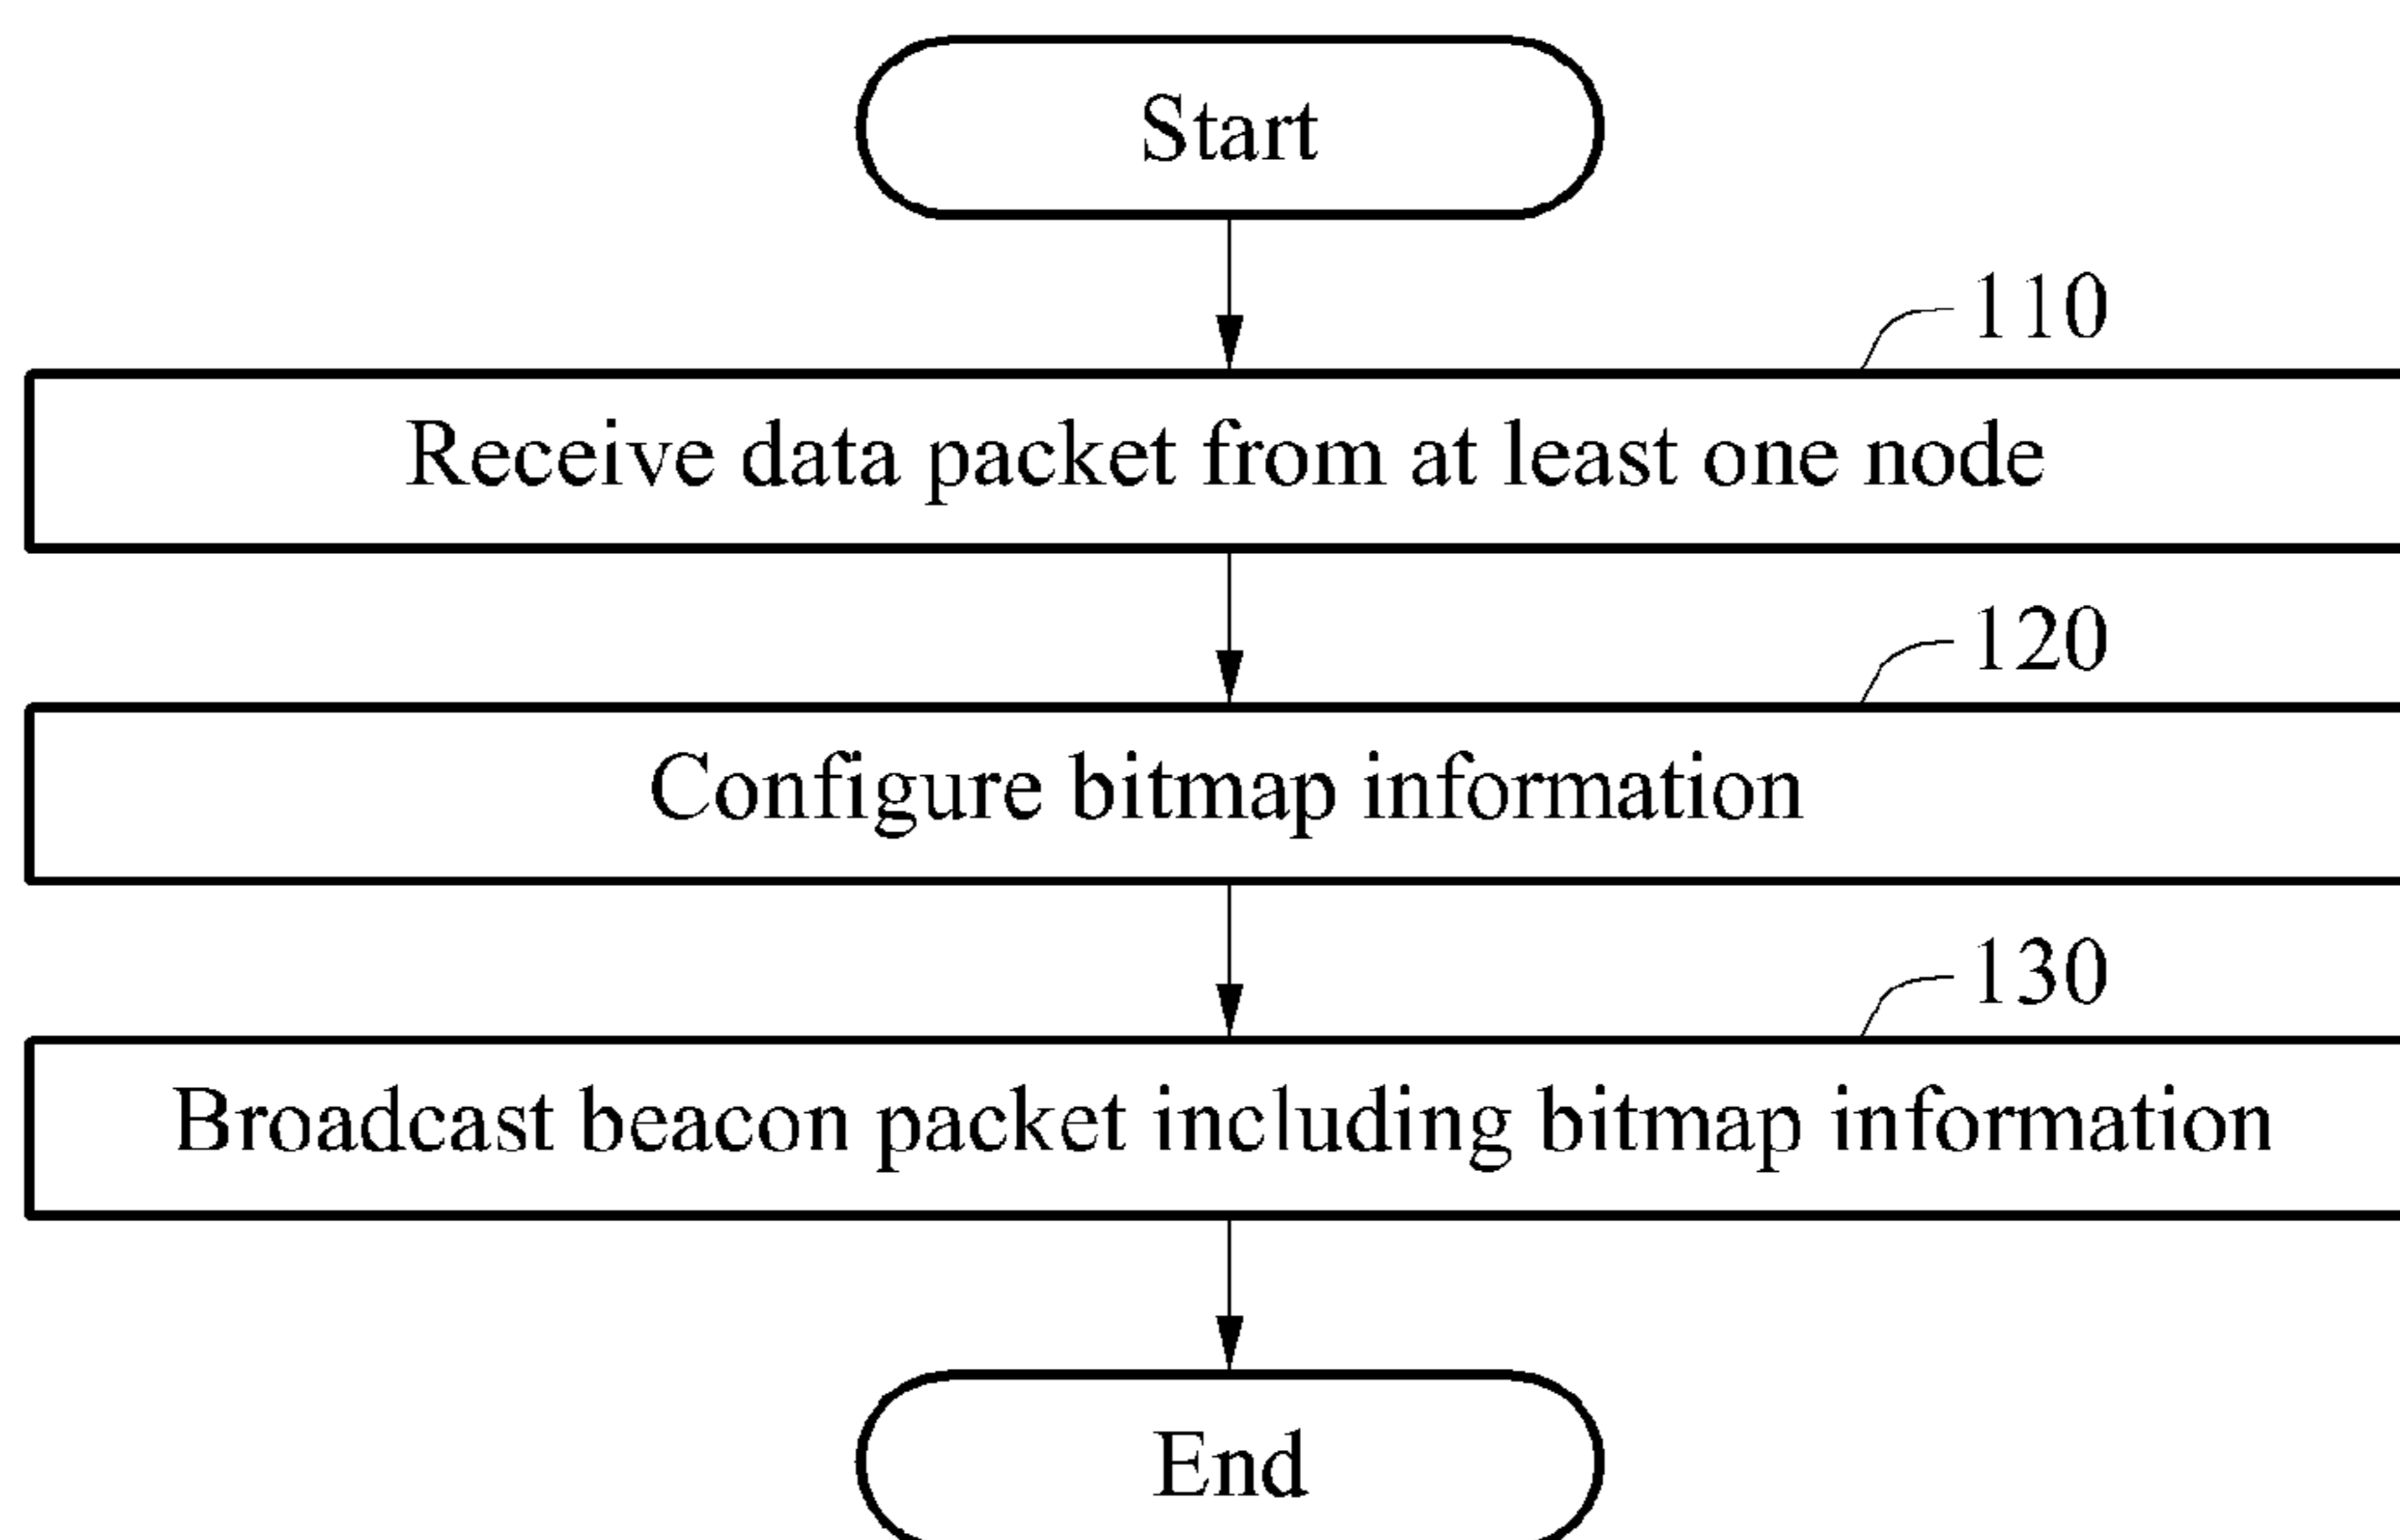 Start
110
Receive data packet from at least one node
120
Configure bitmap information
130
Broadcast beacon packet including bitmap information
End